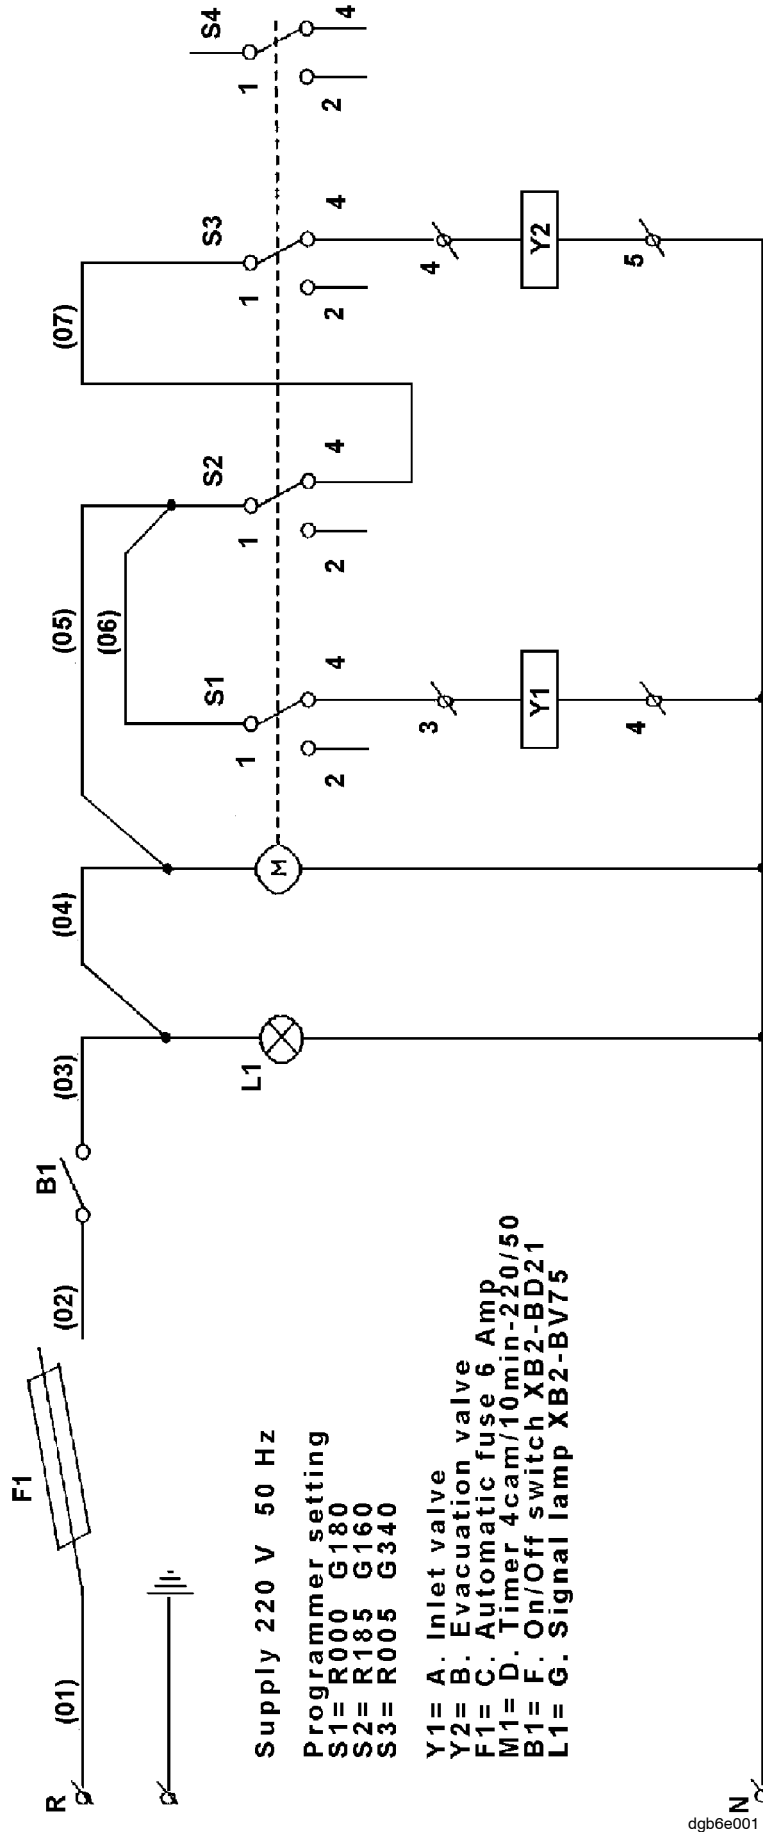 R
(01)
F1
(02)
B1
(03)
(04)
(05)
(06)
(07)
L1
M
S1
1
2
4
3
Y1
4
S2
1
2
4
S3
1
2
4
4
Y2
5
S4
1
2
4
Supply 220 V 50 Hz
Programmer setting
S1= R000 G180
S2= R185 G160
S3= R005 G340
Y1= A. Inlet valve
Y2= B. Evacuation valve
F1= C. Automatic fuse 6 Amp
M1= D. Timer 4cam/10min-220/50
B1= F. On/Off switch XB2-BD21
L1= G. Signal lamp XB2-BV75
N
dgb6e001